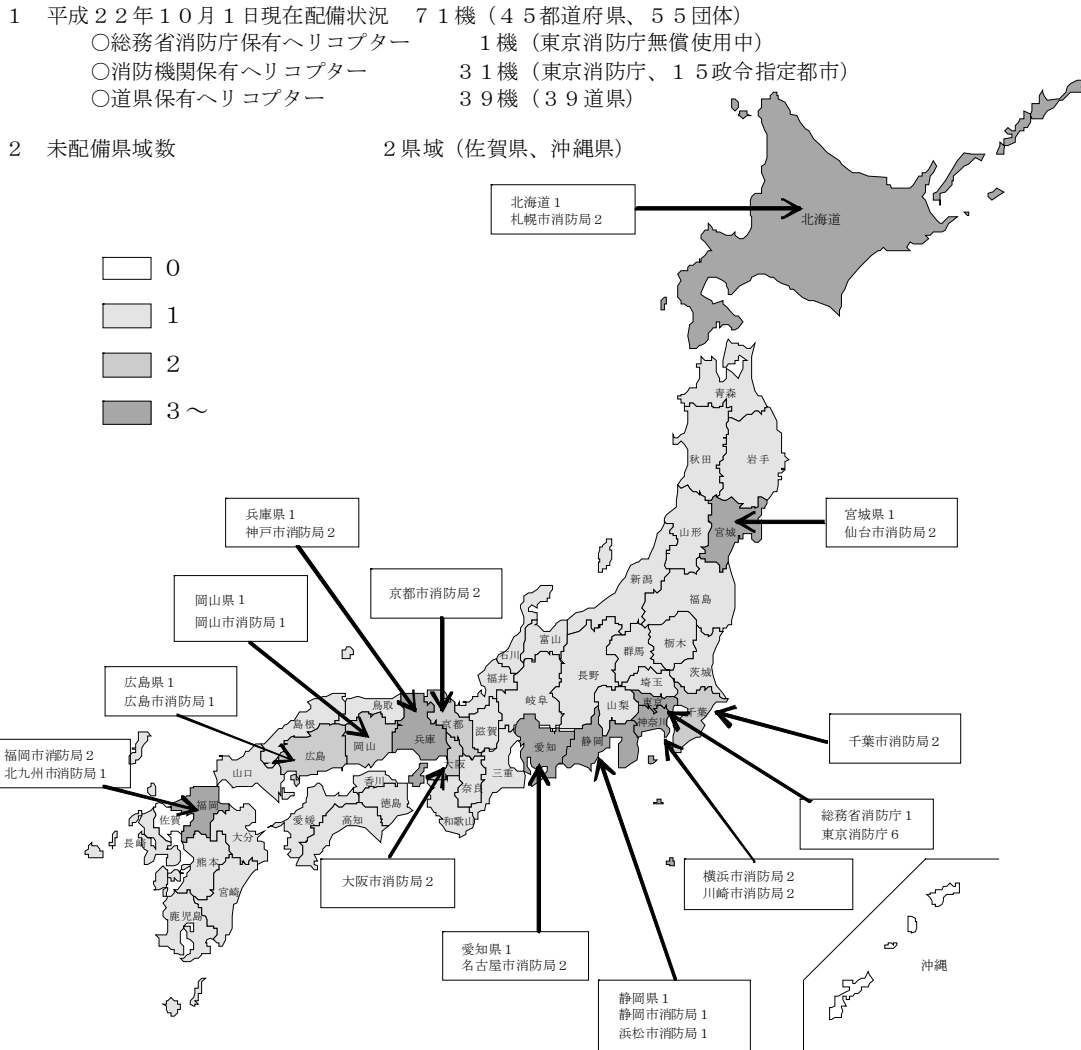 １　平成２２年１０月１日現在配備状況　７１機（４５都道府県、５５団体）
○総務省消防庁保有ヘリコプター　１機（東京消防庁無償使用中）
○消防機関保有ヘリコプター　３１機（東京消防庁、１５政令指定都市）
○道県保有ヘリコプター　３９機（３９道県）
２　未配備県域数　２県域（佐賀県、沖縄県）
北海道１
札幌市消防局２
北海道
０
１
２
３～
青森
秋田
岩手
兵庫県１
神戸市消防局２
宮城県１
仙台市消防局２
山形
宮城
新潟
福島
岡山県１
岡山市消防局１
京都市消防局２
富山
石川
福井
群馬
栃木
茨城
長野
埼玉
岐阜
山梨
東京
神奈川
千葉
広島県１
広島市消防局１
鳥取
島根
京都
滋賀
兵庫
岡山
広島
大阪
愛知
静岡
千葉市消防局２
福岡市消防局２
北九州市消防局１
山口
香川
徳島
奈良
三重
和歌山
愛媛
高知
福岡
佐賀
長崎
大分
熊本
宮崎
鹿児島
総務省消防庁１
東京消防庁６
大阪市消防局２
横浜市消防局２
川崎市消防局２
愛知県１
名古屋市消防局２
静岡県１
静岡市消防局１
浜松市消防局１
沖縄